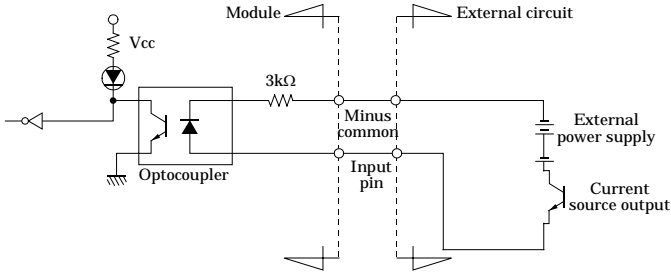 Module
External circuit
Vcc
3kΩ
Minus
common
External
power supply
Input
pin
Optocoupler
Current
source output